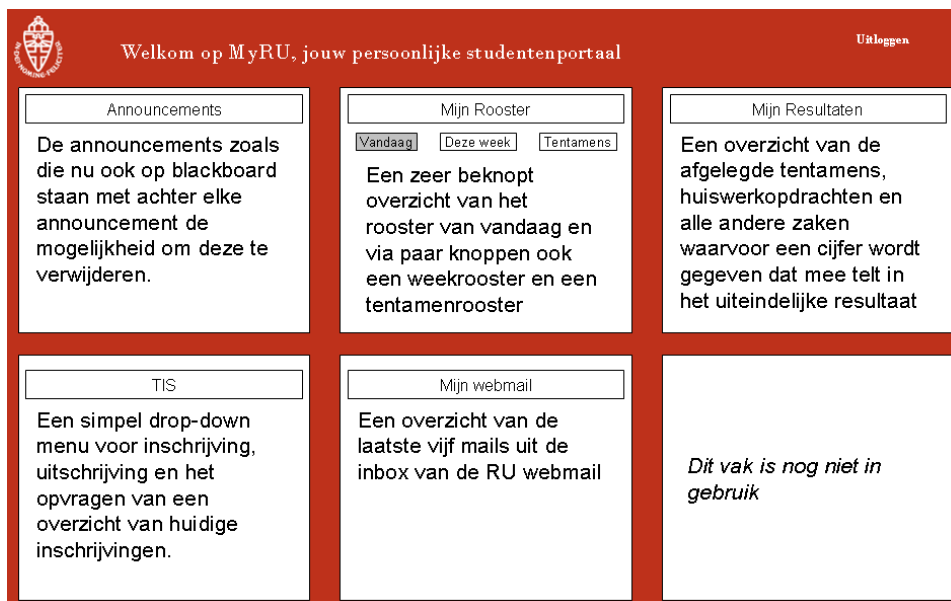 Welkom op MyRU, jouw persoonlijke studentenportaal
Uitloggen
Announcements
De announcements zoals
die nu ook op blackboard
staan met achter elke
announcement de
mogelijkheid om deze te
verwijderen.
Mijn Rooster
Vandaag
Deze week
Tentamens
Een zeer beknopt
overzicht van het
rooster van vandaag en
via paar knoppen ook
een weekrooster en een
tentamenrooster
Mijn Resultaten
Een overzicht van de
afgelegde tentamens,
huiswerkopdrachten en
alle andere zaken
waarvoor een cijfer wordt
gegeven dat mee telt in
het uiteindelijke resultaat
TIS
Een simpel drop-down
menu voor inschrijving,
uitschrijving en het
opvragen van een
overzicht van huidige
inschrijvingen.
Mijn webmail
Een overzicht van de
laatste vijf mails uit de
inbox van de RU webmail
Dit vak is nog niet in
gebruik